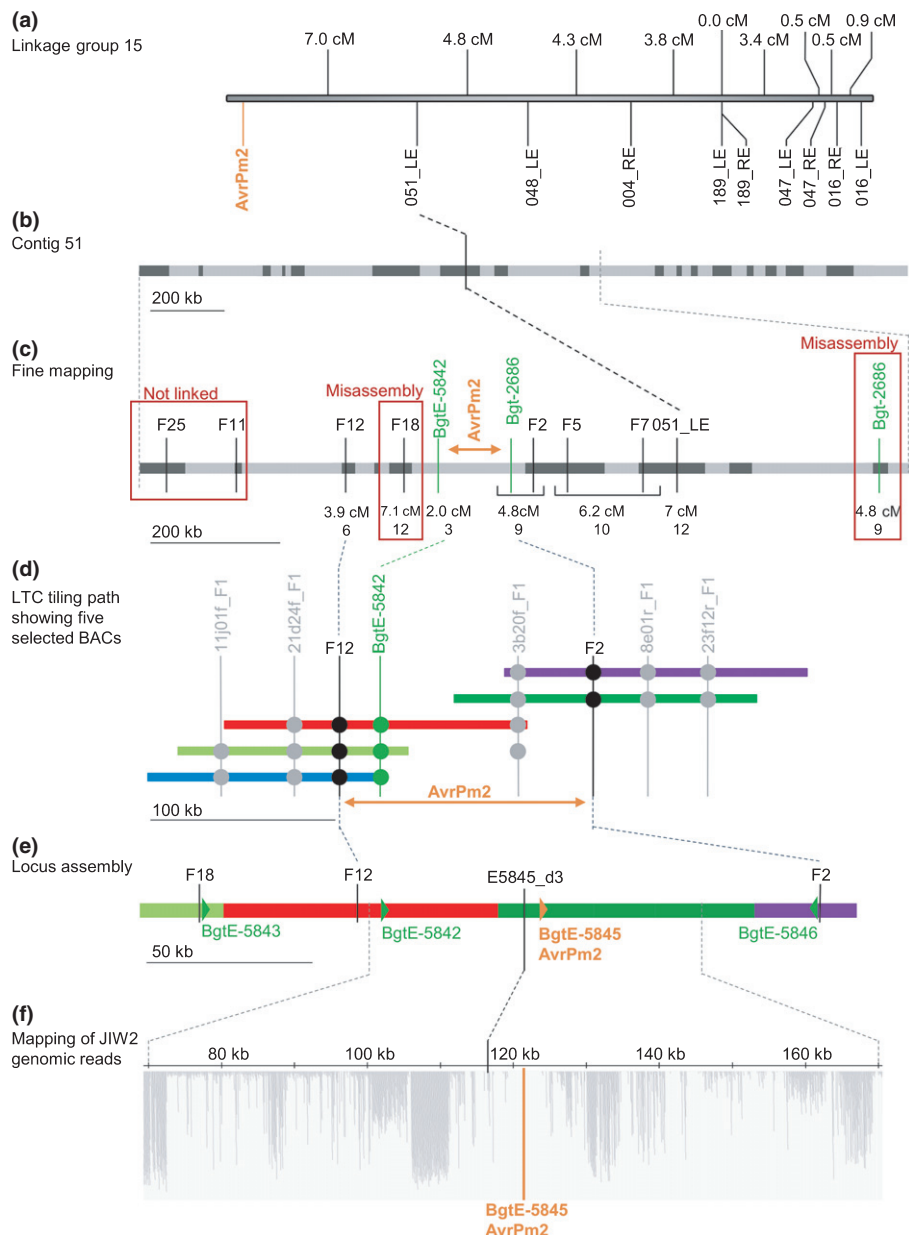 (a)
Linkage group 15
7.0 cM
4.8 cM
4.3 cM
3.8 cM
0.0 cM
3.4 cM
0.5 cM
0.5 cM
0.9 cM
AvrPm2
051_LE
048_LE
004_RE
189_LE
189_RE
047_LE
047_RE
016_RE
016_LE
(b)
Contig 51
200 kb
(c)
Fine mapping
Not linked
Misassembly
Misassembly
F25
F11
F12
F18
BgtE-5842
AvrPm2
Bgt-2686
F2
F5
F7
051_LE
Bgt-2686
3.9 cM
6
7.1 cM
12
2.0 cM
3
4.8cM
9
6.2 cM
10
7 cM
12
4.8 cM
9
200 kb
(d)
LTC tiling path
showing five
selected BACs
11j01f_F1
21d24f_F1
F12
BgtE-5842
3b20f_F1
F2
8e01r_F1
23f12r_F1
AvrPm2
100 kb
(e)
Locus assembly
F18
F12
E5845_d3
F2
BgtE-5843
BgtE-5842
BgtE-5845
AvrPm2
BgtE-5846
50 kb
(f)
Mapping of JIW2
genomic reads
80 kb
100 kb
120 kb
140 kb
160 kb
BgtE-5845
AvrPm2